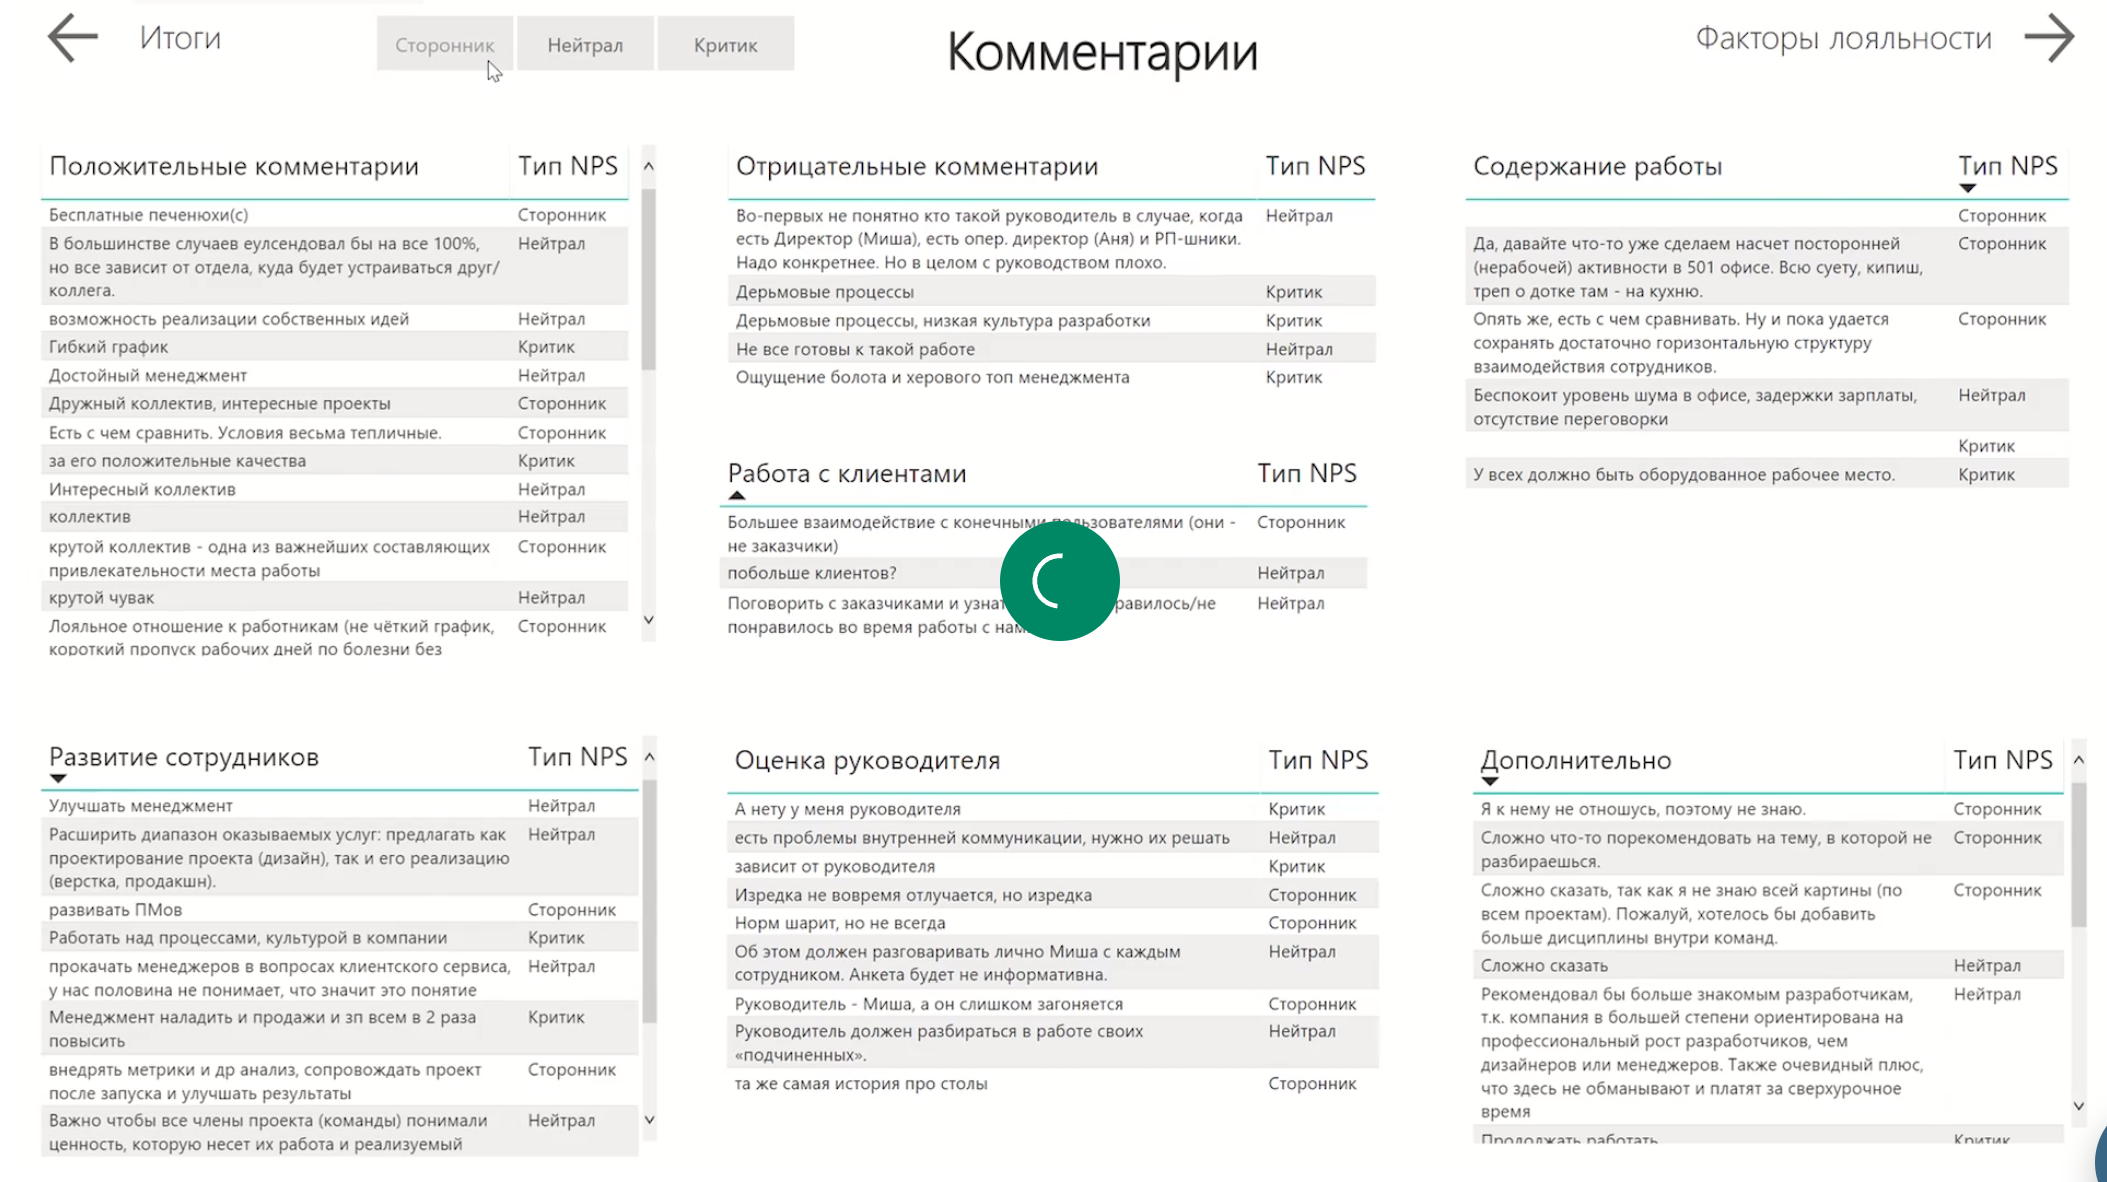 Итоги
Сторонник
Нейтрал
Критик
Комментарии
Факторы лояльности
Положительные комментарии Тип NPS
Бесплатные печенюхи(с) Сторонник
В большинстве случаев еулсендовал бы на все 100%, Нейтрал
но все зависит от отдела, куда будет устраиваться друг/
коллега.
возможность реализации собственных идей Нейтрал
Гибкий график Критик
Достойный менеджмент Нейтрал
Дружный коллектив, интересные проекты Сторонник
Есть с чем сравнить. Условия весьма тепличные. Сторонник
за его положительные качества Критик
Интересный коллектив Нейтрал
коллектив Нейтрал
крутой коллектив - одна из важнейших составляющих Сторонник
привлекательности места работы
крутой чувак Нейтрал
Лояльное отношение к работникам (не чёткий график, Сторонник
короткий пропуск рабочих дней по болезни без
Отрицательные комментарии Тип NPS
Во-первых не понятно кто такой руководитель в случае, когда Нейтрал
есть Директор (Миша), есть опер. директор (Аня) и РП-шники.
Надо конкретнее. Но в целом с руководством плохо.
Дерьмовые процессы Критик
Дерьмовые процессы, низкая культура разработки Критик
Не все готовы к такой работе Нейтрал
Ощущение болота и херового топ менеджмента Критик
Работа с клиентами Тип NPS
Большее взаимодействие с конечными пользователями (они - Сторонник
не заказчики)
побольше клиентов? Нейтрал
Поговорить с заказчиками и узнат равилось/не Нейтрал
понравилось во время работы с нам
Содержание работы Тип NPS
Сторонник
Да, давайте что-то уже сделаем насчет посторонней Сторонник
(нерабочей) активности в 501 офисе. Всю суету, кипиш,
треп о дотке там - на кухню.
Опять же, есть с чем сравнивать. Ну и пока удается Сторонник
сохранять достаточно горизонтальную структуру
взаимодействия сотрудников.
Беспокоит уровень шума в офисе, задержки зарплаты, Нейтрал
отсутствие переговорки
Критик
У всех должно быть оборудованное рабочее место. Критик
Развитие сотрудников Тип NPS
Улучшать менеджмент Нейтрал
Расширить диапазон оказываемых услуг: предлагать как Нейтрал
проектирование проекта (дизайн), так и его реализацию
(верстка, продакшн).
развивать ПМов Сторонник
Работать над процессами, культурой в компании Критик
прокачать менеджеров в вопросах клиентского сервиса, Нейтрал
у нас половина не понимает, что значит это понятие
Менеджмент наладить и продажи и зп всем в 2 раза Критик
повысить
внедрять метрики и др анализ, сопровождать проект Сторонник
после запуска и улучшать результаты
Важно чтобы все члены проекта (команды) понимали Нейтрал
ценность, которую несет их работа и реализуемый
Оценка руководителя Тип NPS
А нету у меня руководителя Критик
есть проблемы внутренней коммуникации, нужно их решать Нейтрал
зависит от руководителя Критик
Изредка не вовремя отлучается, но изредка Сторонник
Норм шарит, но не всегда Сторонник
Об этом должен разговаривать лично Миша с каждым Нейтрал
сотрудником. Анкета будет не информативна.
Руководитель - Миша, а он слишком загоняется Сторонник
Руководитель должен разбираться в работе своих Нейтрал
«подчиненных».
та же самая история про столы Сторонник
Дополнительно Тип NPS
Я к нему не отношусь, поэтому не знаю. Сторонник
Сложно что-то порекомендовать на тему, в которой не Сторонник
разбираешься.
Сложно сказать, так как я не знаю всей картины (по Сторонник
всем проектам). Пожалуй, хотелось бы добавить
больше дисциплины внутри команд.
Сложно сказать Нейтрал
Рекомендовал бы больше знакомым разработчикам, Нейтрал
т.к. компания в большей степени ориентирована на
профессиональный рост разработчиков, чем
дизайнеров или менеджеров. Также очевидный плюс,
что здесь не обманывают и платят за сверхурочное
время
Продолжать работать Критик